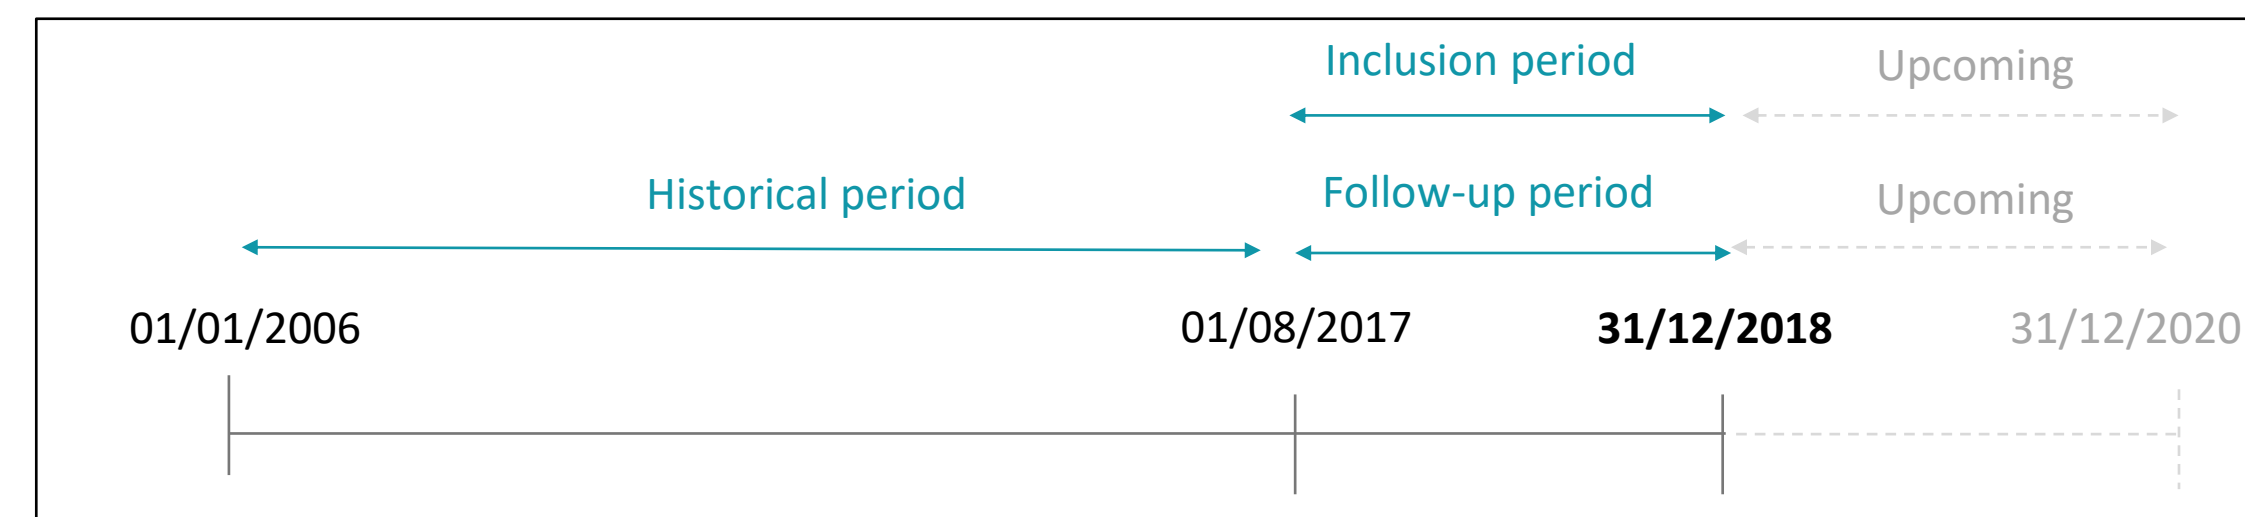 Inclusion period
Upcoming
Historical period
Follow-up period
Upcoming
01/01/2006
01/08/2017
31/12/2018
31/12/2020